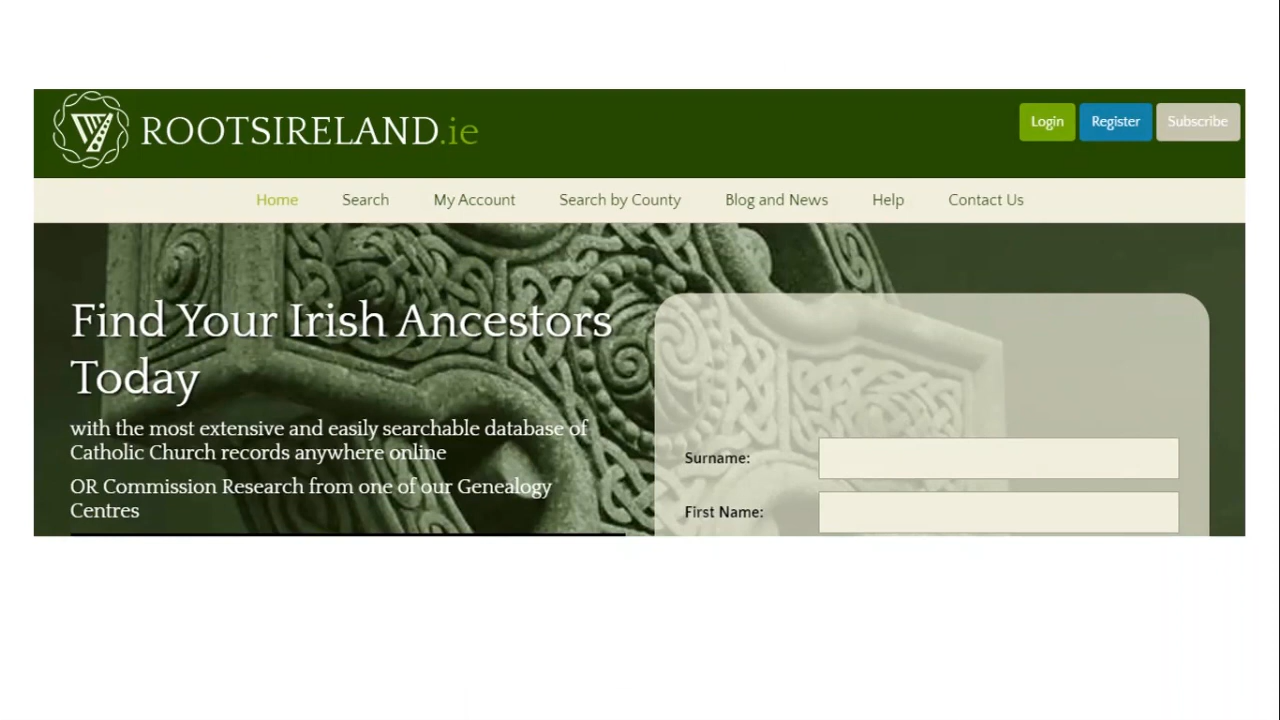 ROOTSIRELAND.ie
Login Register Subscribe
Home Search My Account Search by County Blog and News Help Contact Us
Find Your Irish Ancestors
Today
with the most extensive and easily searchable database of
Catholic Church records anywhere online
OR Commission Research from one of our Genealogy
Centres
Surname:
First Name: